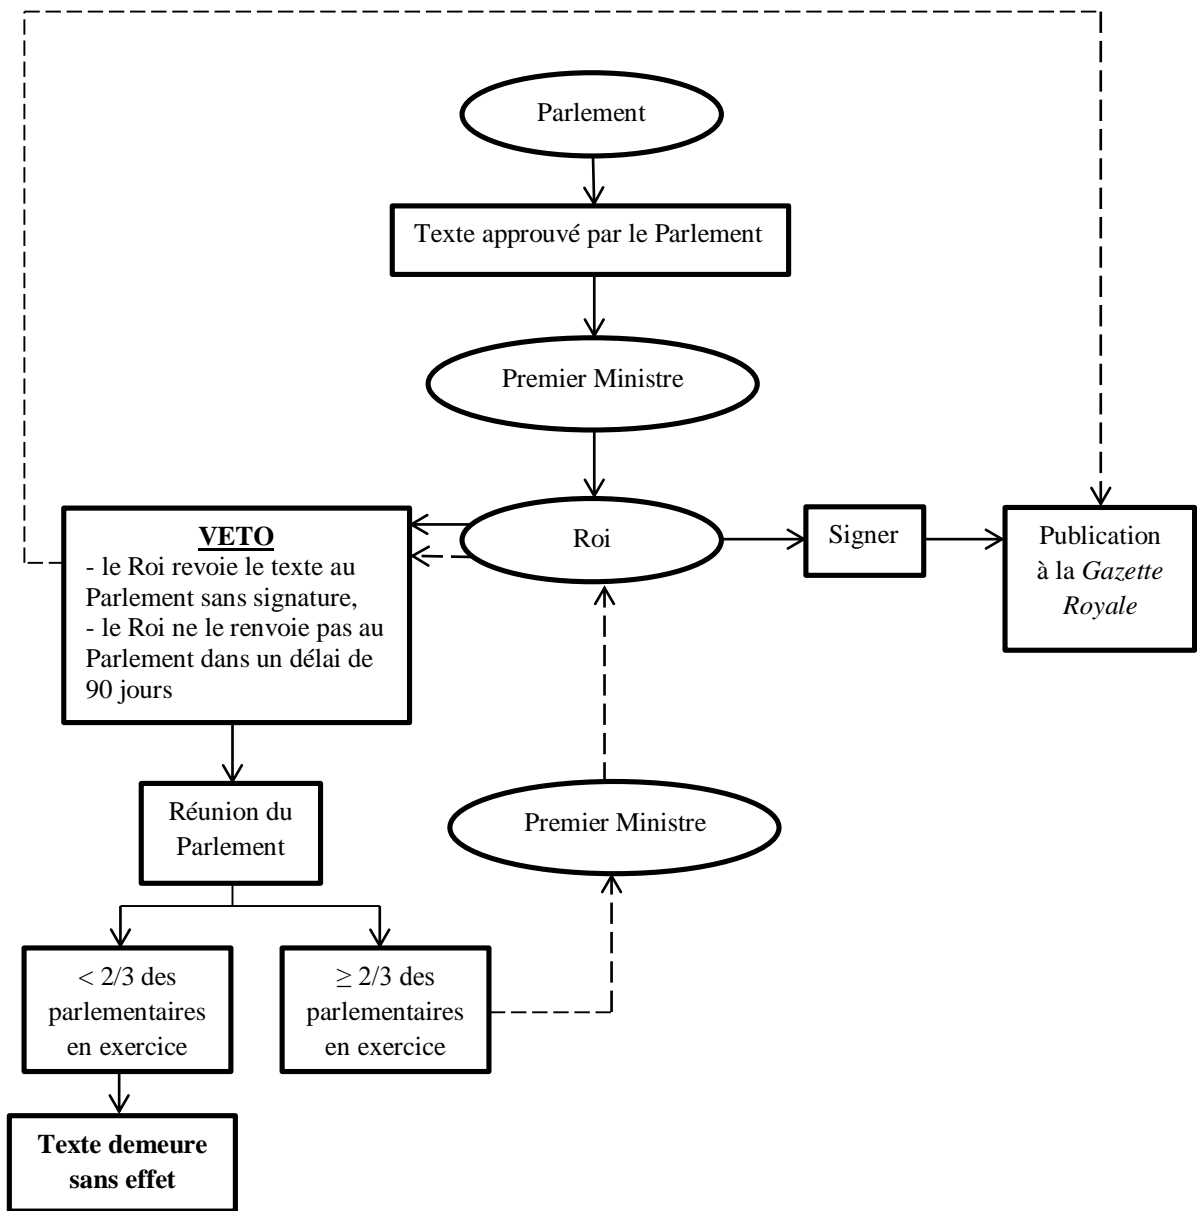 Parlement
Texte approuvé par le Parlement
Premier Ministre
Roi
Signer
Publication
à la Gazette
Royale
VETO
- le Roi revoie le texte au
Parlement sans signature,
- le Roi ne le renvoie pas au
Parlement dans un délai de
90 jours
Réunion du
Parlement
Premier Ministre
< 2/3 des
parlementaires
en exercice
≥ 2/3 des
parlementaires
en exercice
Texte demeure
sans effet